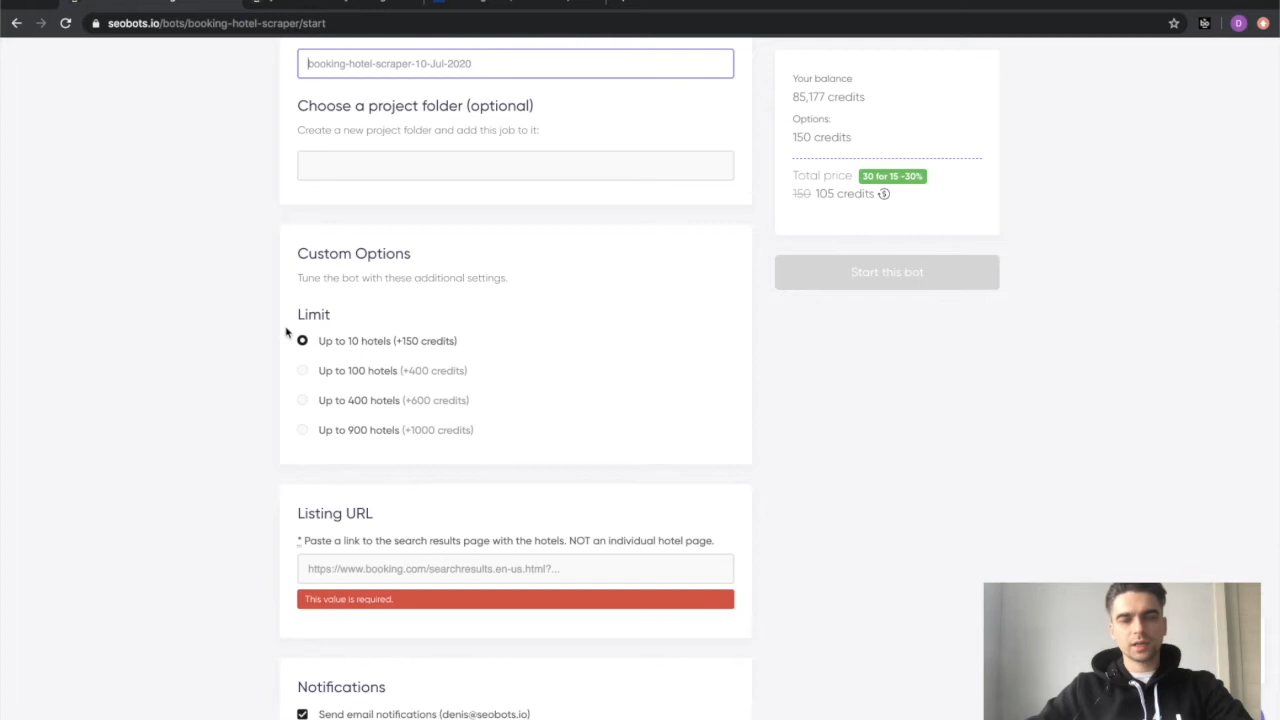 seobots.io/bots/booking-hotel-scraper/start
D
booking-hotel-scraper-10-Jul-2020
Choose a project folder (optional)
Create a new project folder and add this job to it:
Custom Options
Tune the bot with these additional settings.
Limit
Up to 10 hotels (+150 credits)
Up to 100 hotels (+400 credits)
Up to 400 hotels (+600 credits)
Up to 900 hotels (+1000 credits)
Listing URL
* Paste a link to the search results page with the hotels. NOT an individual hotel page.
https://www.booking.com/searchresults.en-us.html?...
This value is required.
Notifications
Send email notifications (denis@seobots.io)
Your balance
85,177 credits
Options:
150 credits
Total price 30 for 15 -30%
150 105 credits
Start this bot